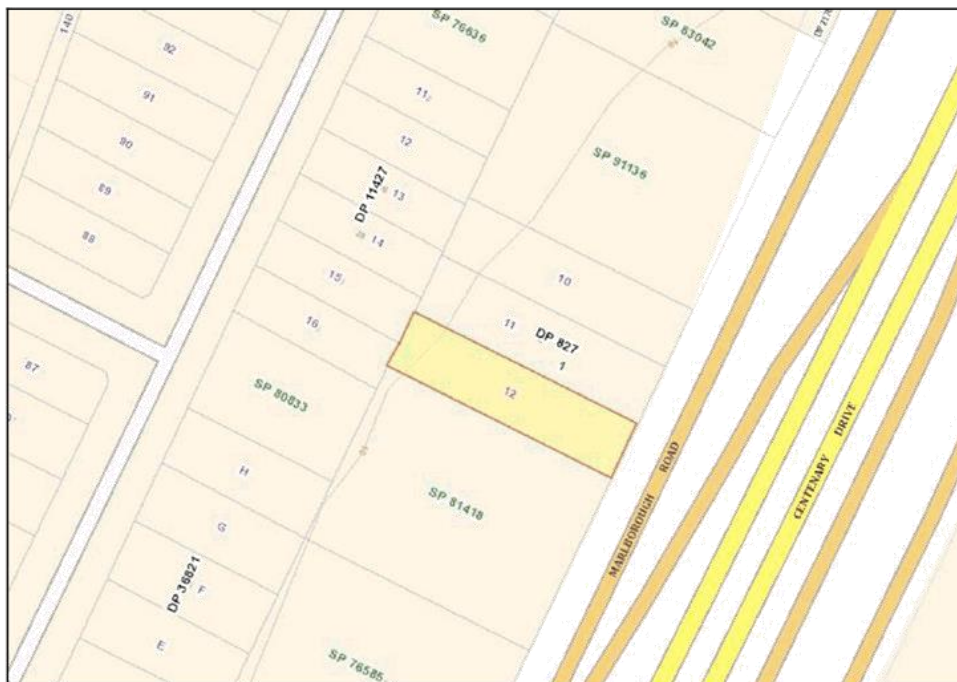 140
SP 76636
SP 83042
92
91
90
89
88
11
12
DP 11427
13
14
15
16
SP 91136
10
11
DP 827
1
12
87
SP 80833
H
G
F
E
DP 36821
SP 81418
SP 76585
MARLBOROUGH ROAD
CENTENARY DRIVE